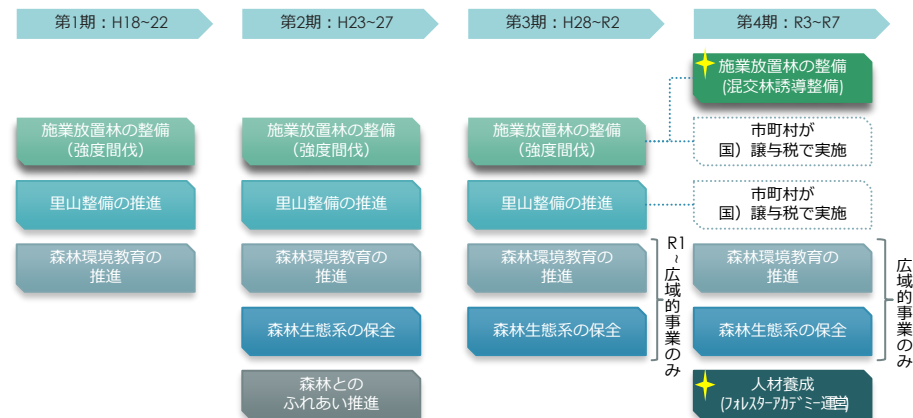 第1期：H18~22
第2期：H23~27
第3期：H28~R2
第4期：R3~R7
施業放置林の整備
(混交林誘導整備)
施業放置林の整備
（強度間伐）
施業放置林の整備
（強度間伐）
施業放置林の整備
（強度間伐）
市町村が
国）譲与税で実施
里山整備の推進
里山整備の推進
里山整備の推進
市町村が
国）譲与税で実施
森林環境教育の
推進
森林環境教育の
推進
森林環境教育の
推進
R1~広域的事業のみ
森林環境教育の
推進
広域的事業のみ
森林生態系の保全
森林生態系の保全
森林生態系の保全
森林との
ふれあい推進
人材養成
(フォレスターアカデミー運営)